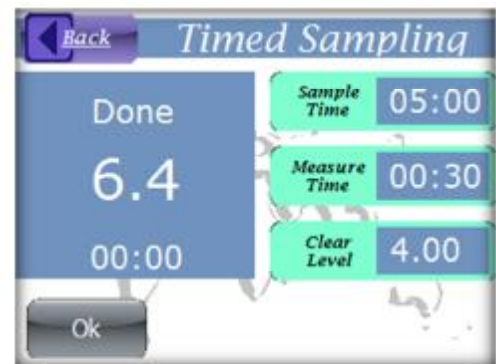 Back
Timed Sampling
Done
6.4
00:00
Sample
Time
05:00
Measure
Time
00:30
Clear
Level
4.00
Ok